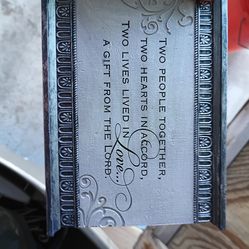 Two people together,
Two hearts in accord,
Two lives lived in Love...
A gift from the Lord.